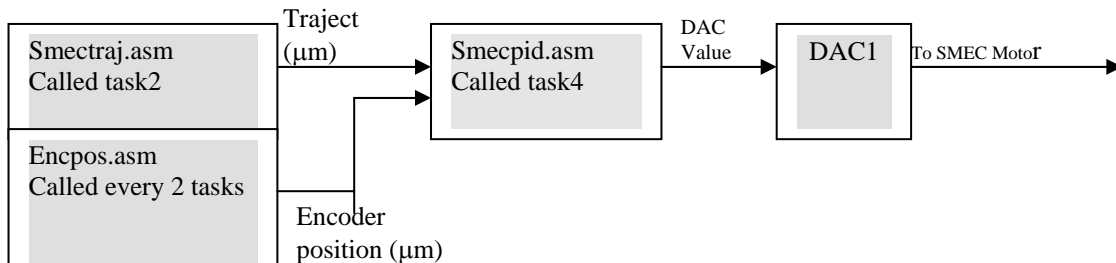 Smectraj.asm
Called task2
Traject
(μm)
Smecpid.asm
Called task4
DAC
Value
DAC1
To SMEC Motor
Encpos.asm
Called every 2 tasks
Encoder
position (μm)